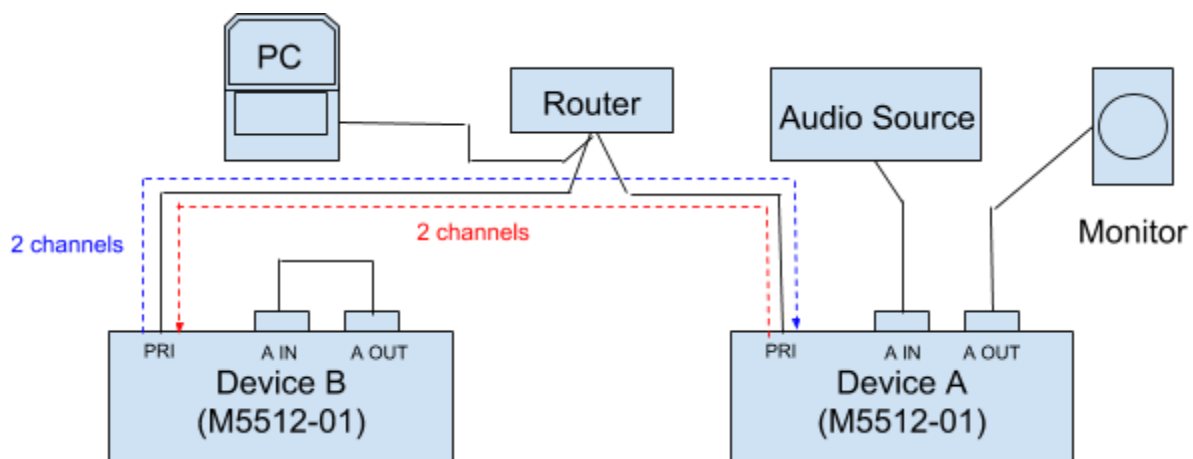 PC
Router
Audio Source
Monitor
2 channels
2 channels
PRI
A IN
A OUT
Device B
(M5512-01)
PRI
A IN
A OUT
Device A
(M5512-01)